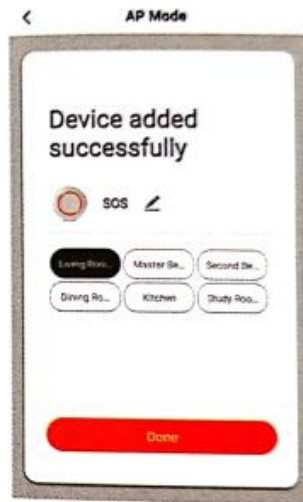 AP Mode
Device added
successfully
SOS
Living Roo... Master Be... Second Be...
Dining Ro... Kitchen Study Roo...
Done